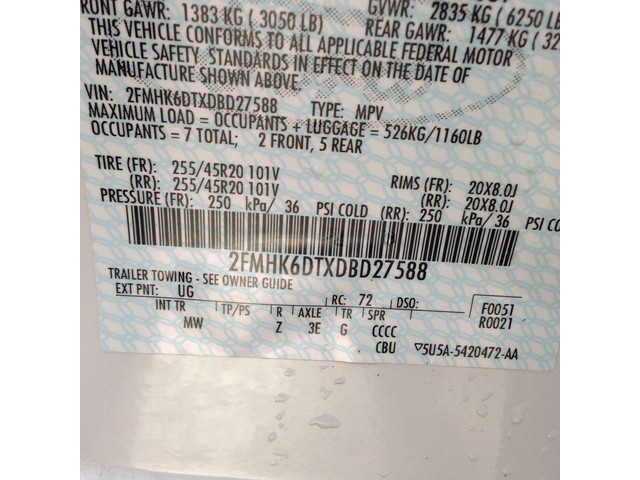 RONT GAWR: 1383 KG ( 3050 LB)
GVWR: 2835 KG ( 6250 LB
REAR GAWR: 1477 KG ( 32
THIS VEHICLE CONFORMS TO ALL APPLICABLE FEDERAL MOTOR
VEHICLE SAFETY STANDARDS IN EFFECT ON THE DATE OF
MANUFACTURE SHOWN ABOVE.
VIN: 2FMHK6DTXDBD27588 TYPE: MPV
MAXIMUM LOAD = OCCUPANTS + LUGGAGE = 526KG/1160LB
OCCUPANTS = 7 TOTAL; 2 FRONT, 5 REAR
TIRE (FR): 255/45R20 101V RIMS (FR): 20X8.0J
(RR): 255/45R20 101V (RR): 20X8.0J
PRESSURE (FR): 250 kPa/ 36 PSI COLD (RR): 250 kPa/ 36 PSI CO
2FMHK6DTXDBD27588
TRAILER TOWING - SEE OWNER GUIDE
EXT PNT: UG RC: 72 DSO: F0051
INT TR TP/PS R AXLE TR SPR R0021
MW Z 3E G CCCC
CBU 5U5A-5420472-AA